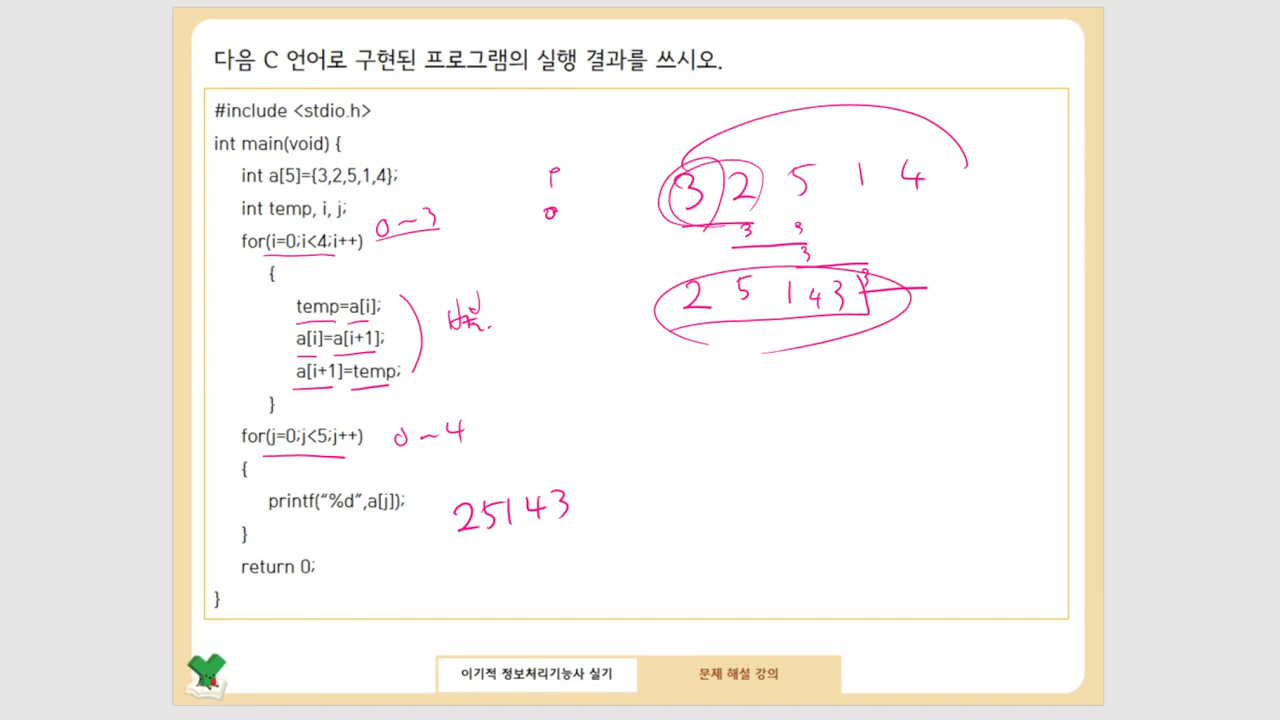 다음 C 언어로 구현된 프로그램의 실행 결과를 쓰시오.
#include <stdio.h>
int main(void) {
int a[5]={3,2,5,1,4};
int temp, i, j;
0~3
for(i=0;i<4;i++)
{
temp=a[i];
a[i]=a[i+1];
a[i+1]=temp;
}
for(j=0;j<5;j++) 0~4
{
printf("%d",a[j]);
25143
}
return 0;
}
3 2 5 1 4
3
3
3
2 5 1 4 3
이기적 정보처리기능사 실기
문제 해설 강의